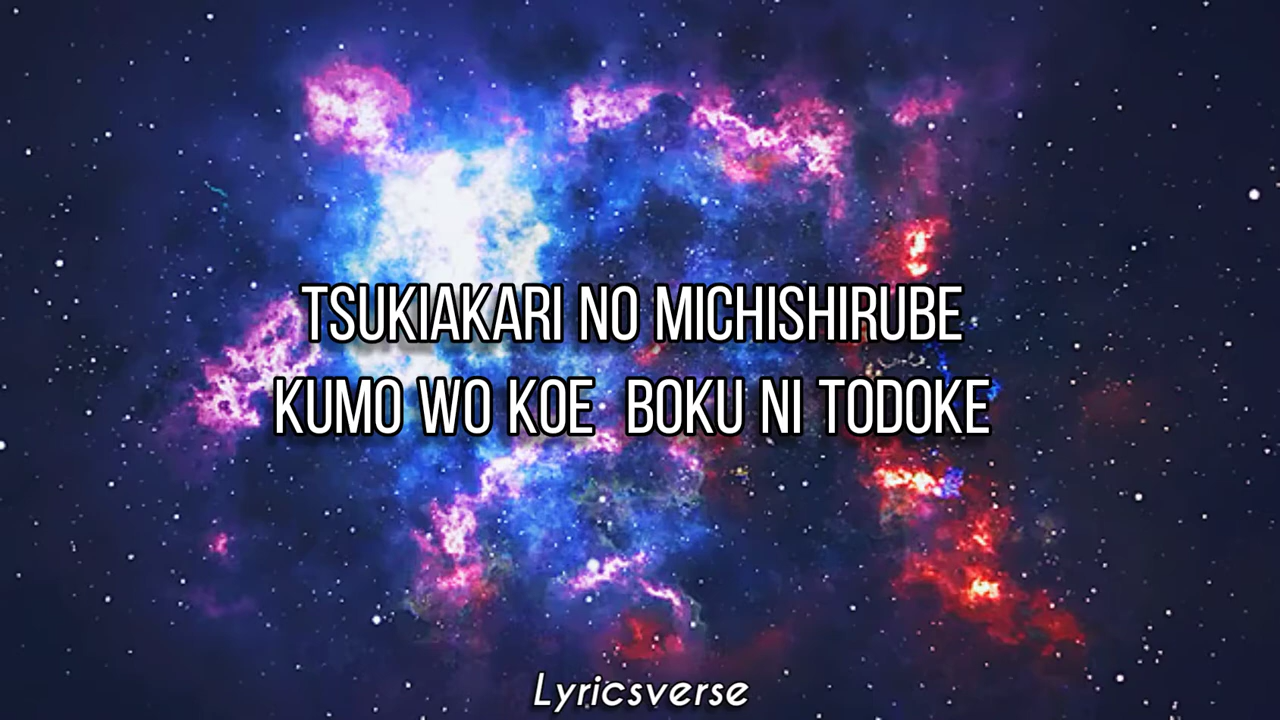 TSUKIAKARI NO MICHISHIRUBE
KUMO WO KOE  BOKU NI TODOKE
Lyricsverse